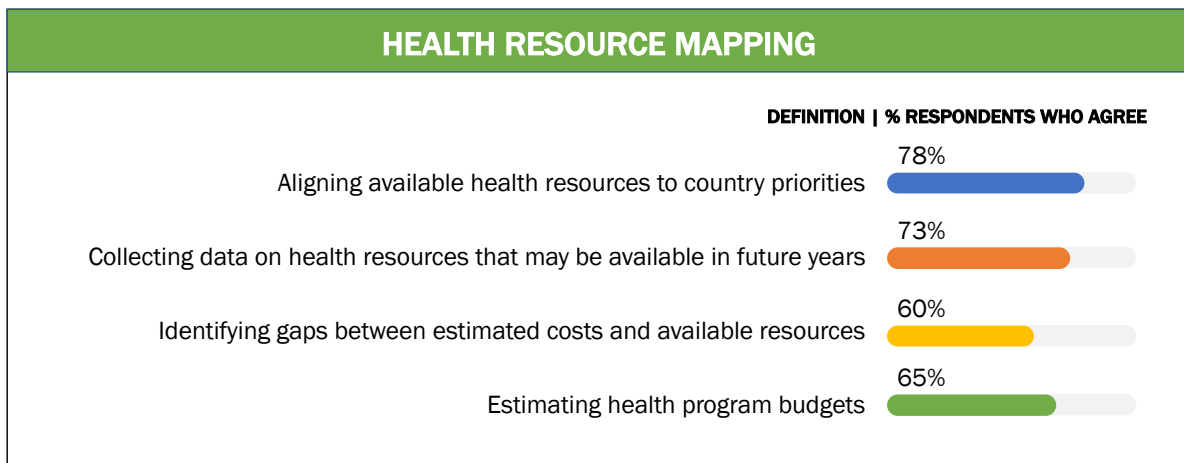 HEALTH RESOURCE MAPPING
DEFINITION | % RESPONDENTS WHO AGREE
78%
Aligning available health resources to country priorities
73%
Collecting data on health resources that may be available in future years
60%
Identifying gaps between estimated costs and available resources
65%
Estimating health program budgets